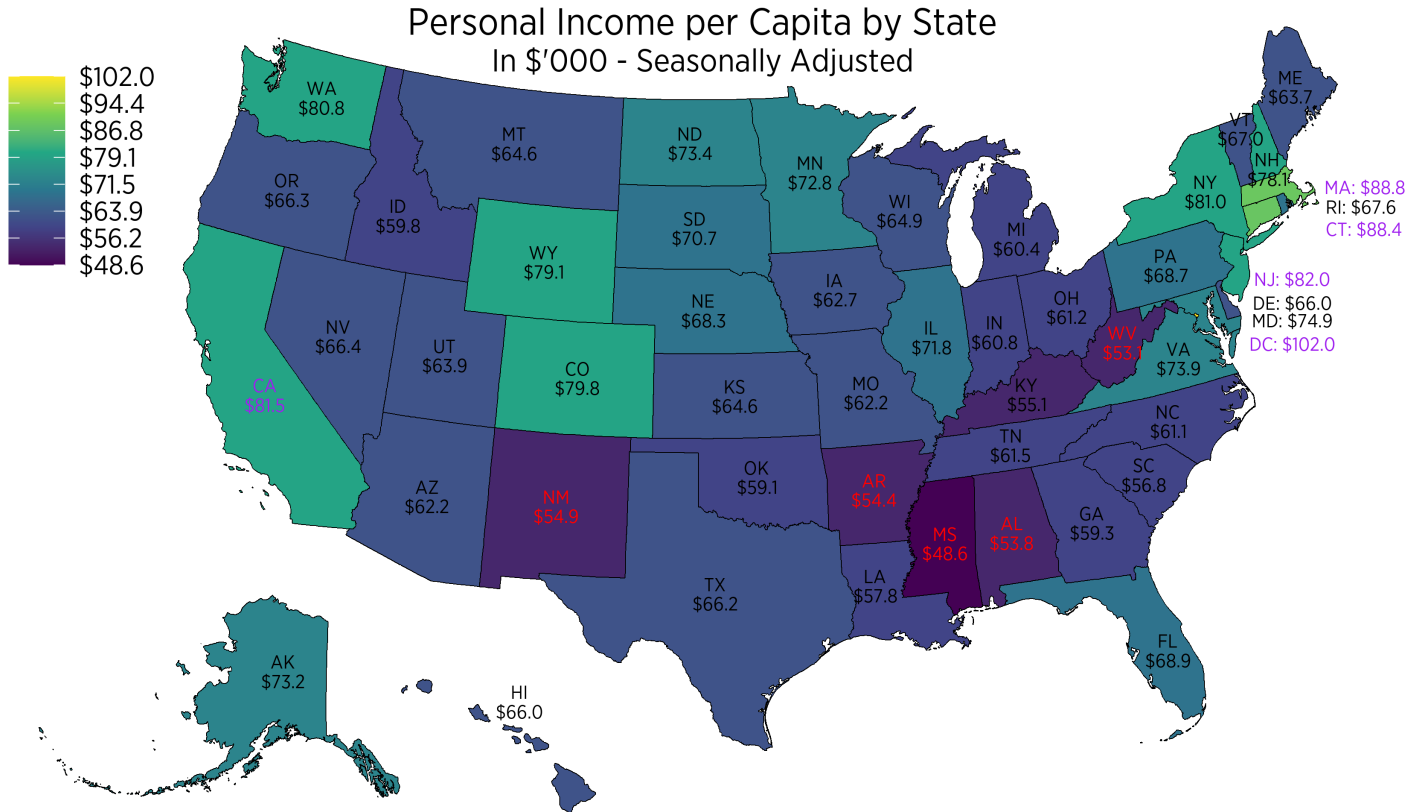 Personal Income per Capita by State
In $'000 - Seasonally Adjusted
$102.0
$94.4
$86.8
$79.1
$71.5
$63.9
$56.2
$48.6
WA
$80.8
OR
$66.3
ID
$59.8
MT
$64.6
ND
$73.4
MN
$72.8
SD
$70.7
WY
$79.1
WI
$64.9
MI
$60.4
ME
$63.7
VT
$67.0
NH
$78.1
NY
$81.0
MA: $88.8
RI: $67.6
CT: $88.4
PA
$68.7
NJ: $82.0
DE: $66.0
MD: $74.9
DC: $102.0
NE
$68.3
IA
$62.7
IL
$71.8
IN
$60.8
OH
$61.2
WV
$53.1
VA
$73.9
NV
$66.4
UT
$63.9
CO
$79.8
CA
$81.5
KS
$64.6
MO
$62.2
KY
$55.1
NC
$61.1
TN
$61.5
SC
$56.8
AZ
$62.2
NM
$54.9
OK
$59.1
AR
$54.4
MS
$48.6
AL
$53.8
GA
$59.3
TX
$66.2
LA
$57.8
FL
$68.9
AK
$73.2
HI
$66.0